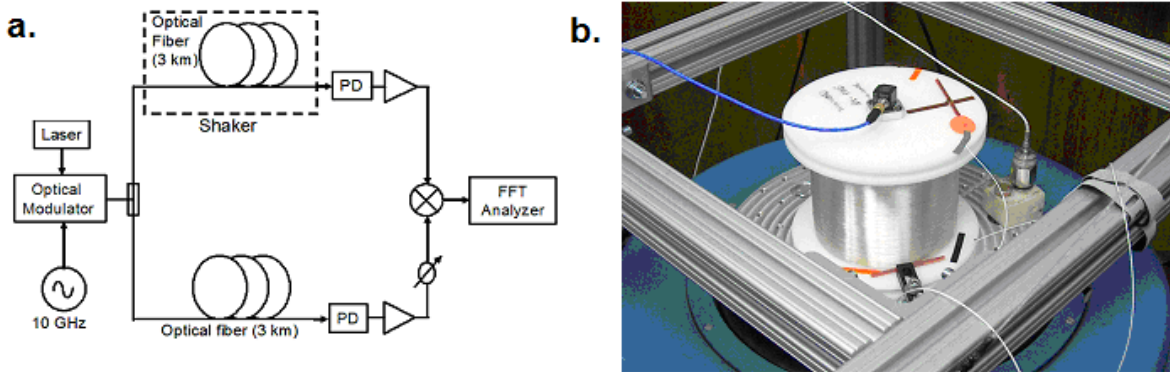 a.
Optical
Fiber
(3 km)
PD
Shaker
Laser
Optical
Modulator
FFT
Analyzer
10 GHz
PD
Optical fiber (3 km)
b.